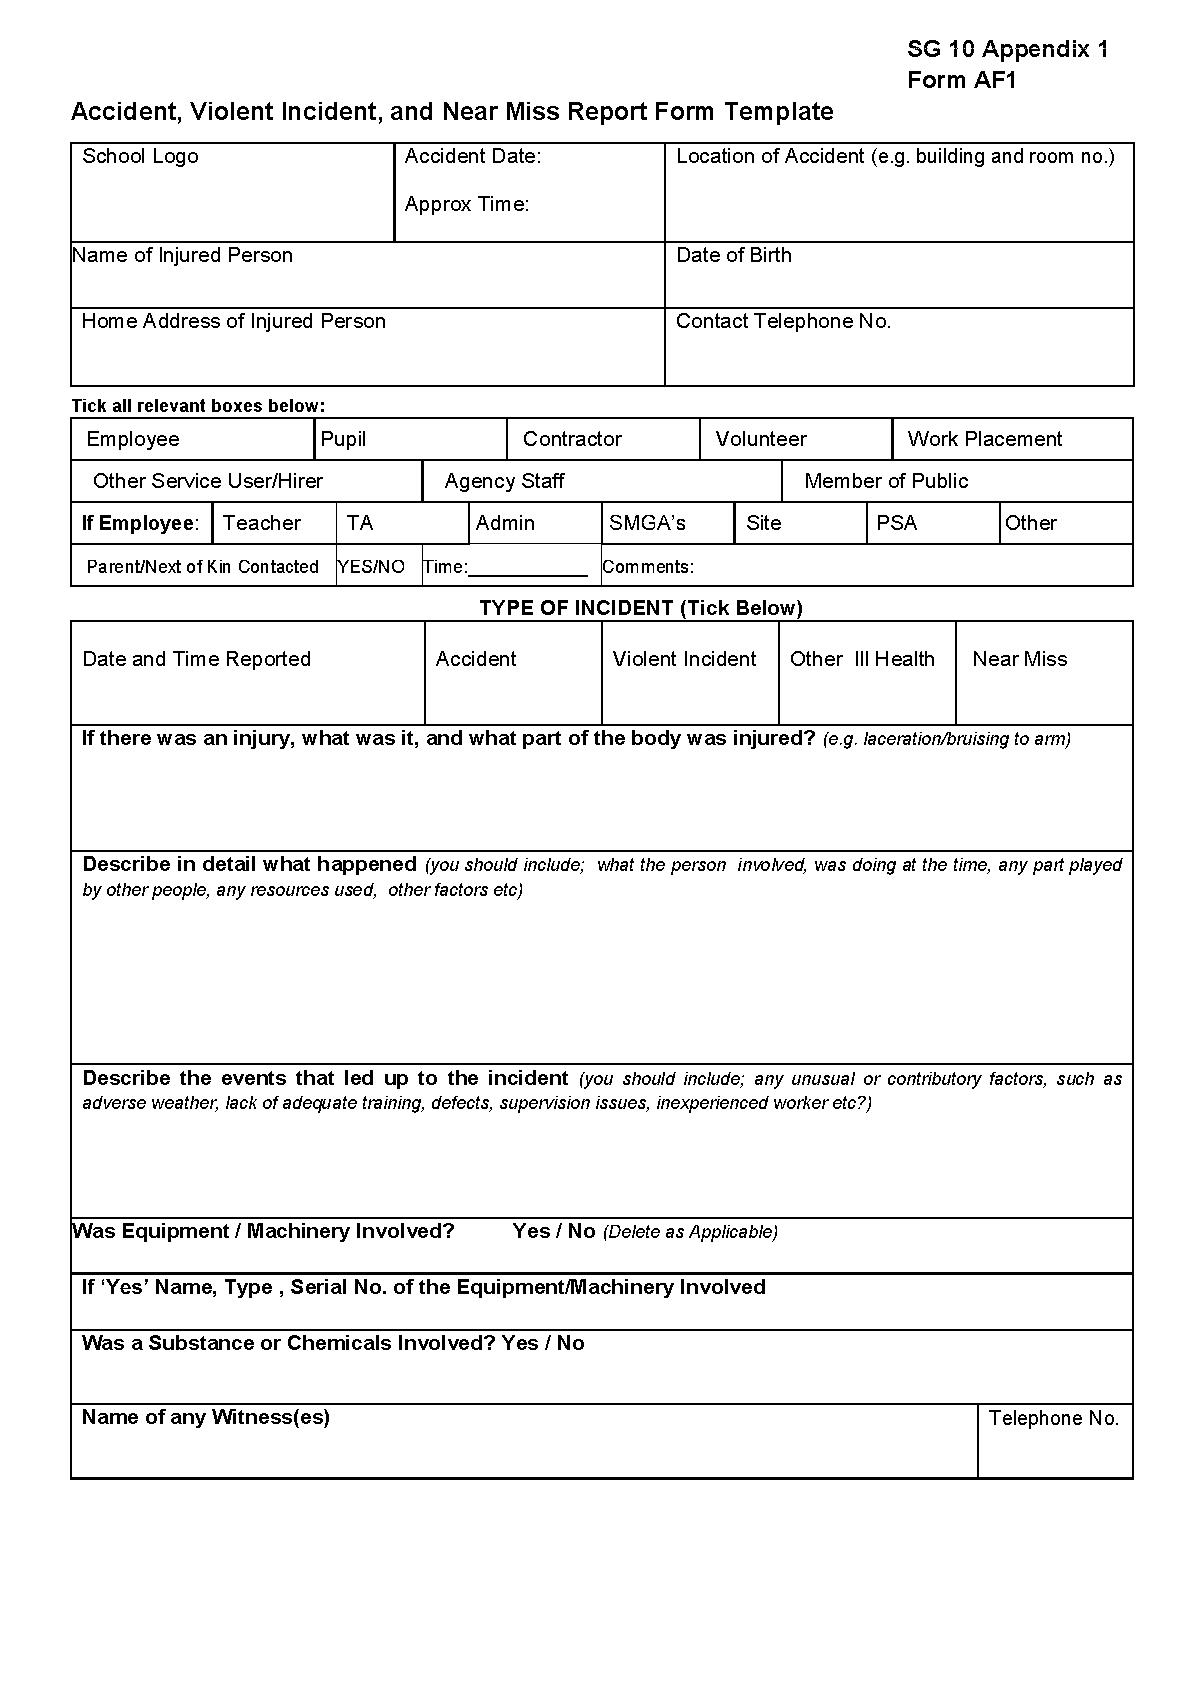 SG 10 Appendix 1
Form AF1
Accident, Violent Incident, and Near Miss Report Form Template
School Logo
Accident Date:
Approx Time:
Location of Accident (e.g. building and room no.)
Name of Injured Person
Date of Birth
Home Address of Injured Person
Contact Telephone No.
Tick all relevant boxes below:
Employee
Pupil
Contractor
Volunteer
Work Placement
Other Service User/Hirer
Agency Staff
Member of Public
If Employee:
Teacher
TA
Admin
SMGA's
Site
PSA
Other
Parent/Next of Kin Contacted
YES/NO
Time:___________
Comments:
TYPE OF INCIDENT (Tick Below)
Date and Time Reported
Accident
Violent Incident
Other  Ill Health
Near Miss
If there was an injury, what was it, and what part of the body was injured? (e.g. laceration/bruising to arm)
Describe in detail what happened (you should include;  what the person  involved, was doing at the time, any part played
by other people, any resources used,  other factors etc)
Describe the events that led up to the incident (you should include; any unusual or contributory factors, such as
adverse weather, lack of adequate training, defects, supervision issues, inexperienced worker etc?)
Was Equipment / Machinery Involved? Yes / No (Delete as Applicable)
If ‘Yes’ Name, Type , Serial No. of the Equipment/Machinery Involved
Was a Substance or Chemicals Involved? Yes / No
Name of any Witness(es)
Telephone No.